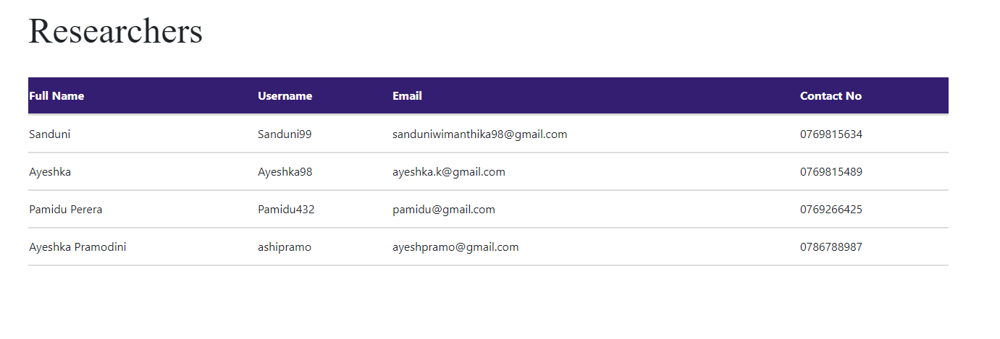 Researchers
Full Name Username Email Contact No
Sanduni Sanduni99 sanduniwimanthika98@gmail.com 0769815634
Ayeshka Ayeshka98 ayeshka.k@gmail.com 0769815489
Pamidu Perera Pamidu432 pamidu@gmail.com 0769266425
Ayeshka Pramodini ashipramo ayeshpramo@gmail.com 0786788987